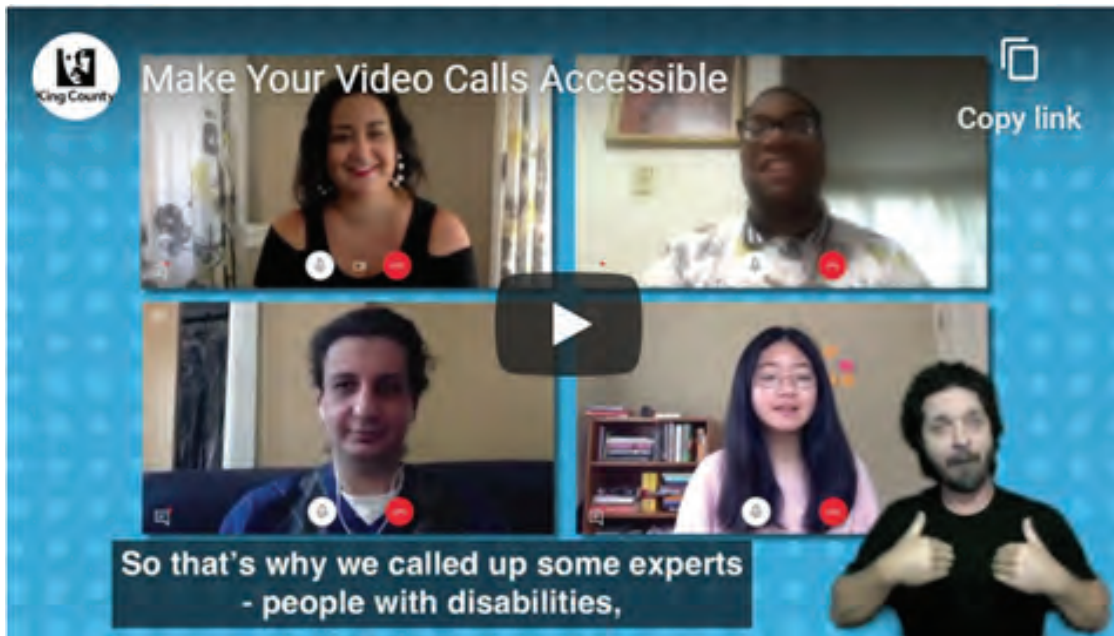 King County
Make Your Video Calls Accessible
Copy link
So that's why we called up some experts
- people with disabilities,